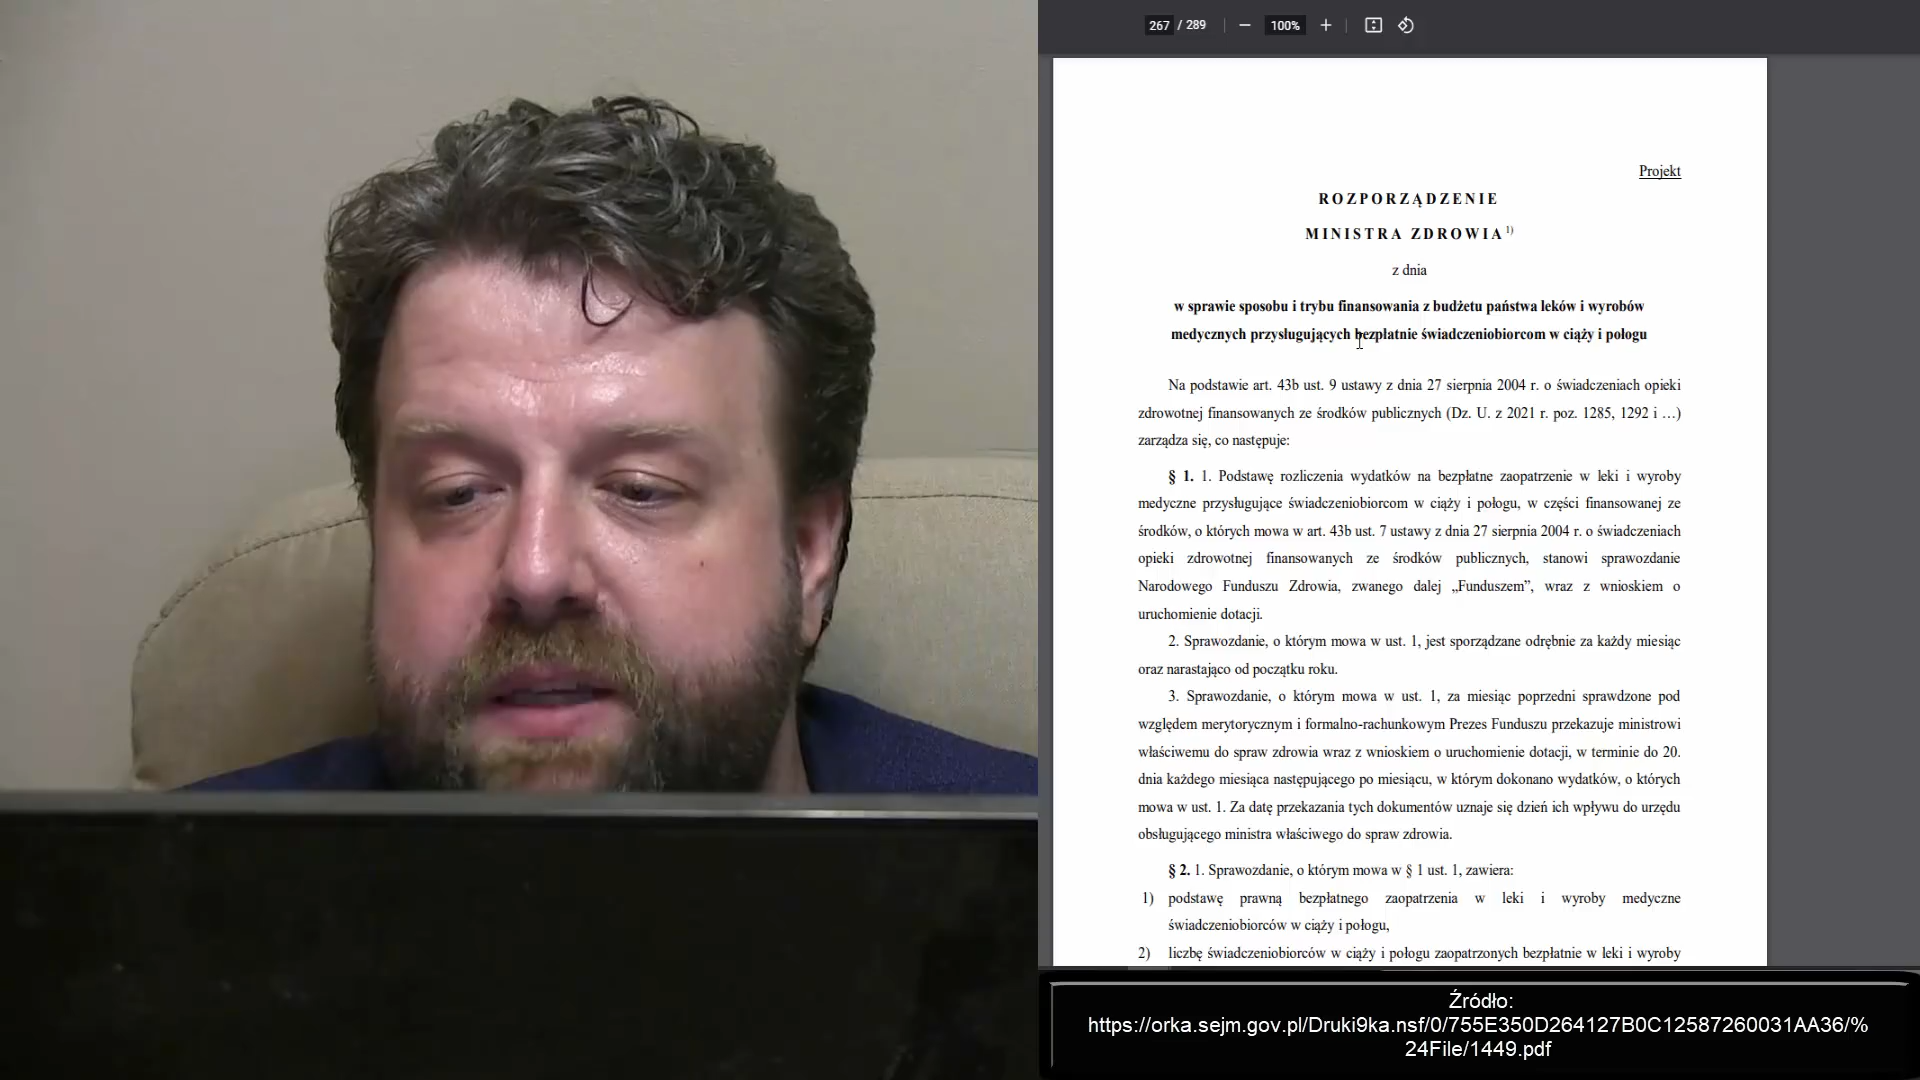 267 / 289
100%
Projekt
ROZPORZĄDZENIE
MINISTRA ZDROWIA 1)
z dnia
w sprawie sposobu i trybu finansowania z budżetu państwa leków i wyrobów
medycznych przysługujących bezpłatnie świadczeniobiorcom w ciąży i połogu
Na podstawie art. 43b ust. 9 ustawy z dnia 27 sierpnia 2004 r. o świadczeniach opieki
zdrowotnej finansowanych ze środków publicznych (Dz. U. z 2021 r. poz. 1285, 1292 i …)
zarządza się, co następuje:
§ 1. 1. Podstawę rozliczenia wydatków na bezpłatne zaopatrzenie w leki i wyroby
medyczne przysługujące świadczeniobiorcom w ciąży i połogu, w części finansowanej ze
środków, o których mowa w art. 43b ust. 7 ustawy z dnia 27 sierpnia 2004 r. o świadczeniach
opieki zdrowotnej finansowanych ze środków publicznych, stanowi sprawozdanie
Narodowego Funduszu Zdrowia, zwanego dalej „Funduszem”, wraz z wnioskiem o
uruchomienie dotacji.
2. Sprawozdanie, o którym mowa w ust. 1, jest sporządzane odrębnie za każdy miesiąc
oraz narastająco od początku roku.
3. Sprawozdanie, o którym mowa w ust. 1, za miesiąc poprzedni sprawdzone pod
względem merytorycznym i formalno-rachunkowym Prezes Funduszu przekazuje ministrowi
właściwemu do spraw zdrowia wraz z wnioskiem o uruchomienie dotacji, w terminie do 20.
dnia każdego miesiąca następującego po miesiącu, w którym dokonano wydatków, o których
mowa w ust. 1. Za datę przekazania tych dokumentów uznaje się dzień ich wpływu do urzędu
obsługującego ministra właściwego do spraw zdrowia.
§ 2. 1. Sprawozdanie, o którym mowa w § 1 ust. 1, zawiera:
1) podstawę prawną bezpłatnego zaopatrzenia w leki i wyroby medyczne
świadczeniobiorców w ciąży i połogu,
2) liczbę świadczeniobiorców w ciąży i połogu zaopatrzonych bezpłatnie w leki i wyroby
Źródło:
https://orka.sejm.gov.pl/Druki9ka.nsf/0/755E350D264127B0C12587260031AA36/%
24File/1449.pdf